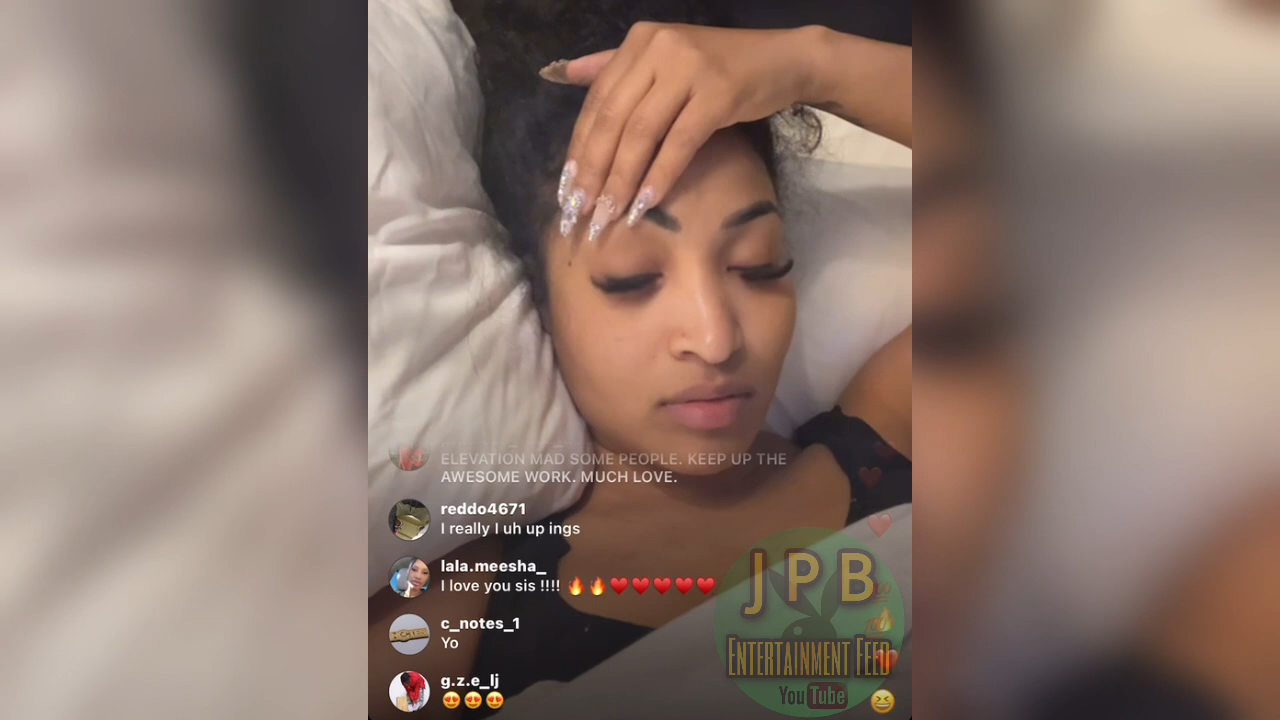 ELEVATION MAD SOME PEOPLE. KEEP UP THE
AWESOME WORK. MUCH LOVE.
reddo4671
I really I uh up ings
lala.meesha_
I love you sis !!!! 🔥🔥❤️❤️❤️❤️❤️
c_notes_1
Yo
g.z.e_lj
😍😍😍
JPB
ENTERTAINMENT FEED
YouTube